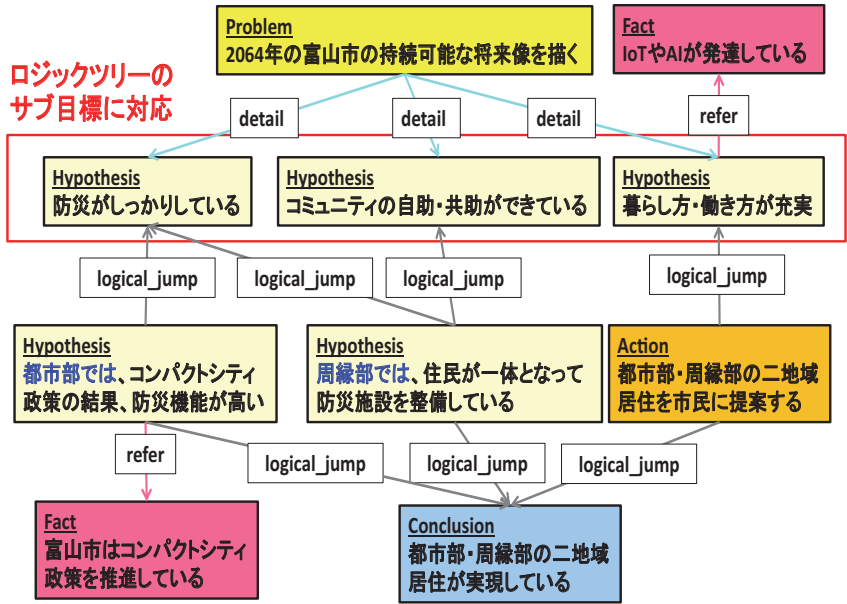 Problem
2064年の富山市の持続可能な将来像を描く
Fact
IoTやAIが発達している
ロジックツリーの
サブ目標に対応
detail
detail
detail
refer
Hypothesis
防災がしっかりしている
Hypothesis
コミュニティの自助・共助ができている
Hypothesis
暮らし方・働き方が充実
logical_jump
logical_jump
logical_jump
logical_jump
Hypothesis
都市部では、コンパクトシティ
政策の結果、防災機能が高い
Hypothesis
周縁部では、住民が一体となって
防災施設を整備している
Action
都市部・周縁部の二地域
居住を市民に提案する
refer
logical_jump
logical_jump
logical_jump
Fact
富山市はコンパクトシティ
政策を推進している
Conclusion
都市部・周縁部の二地域
居住が実現している